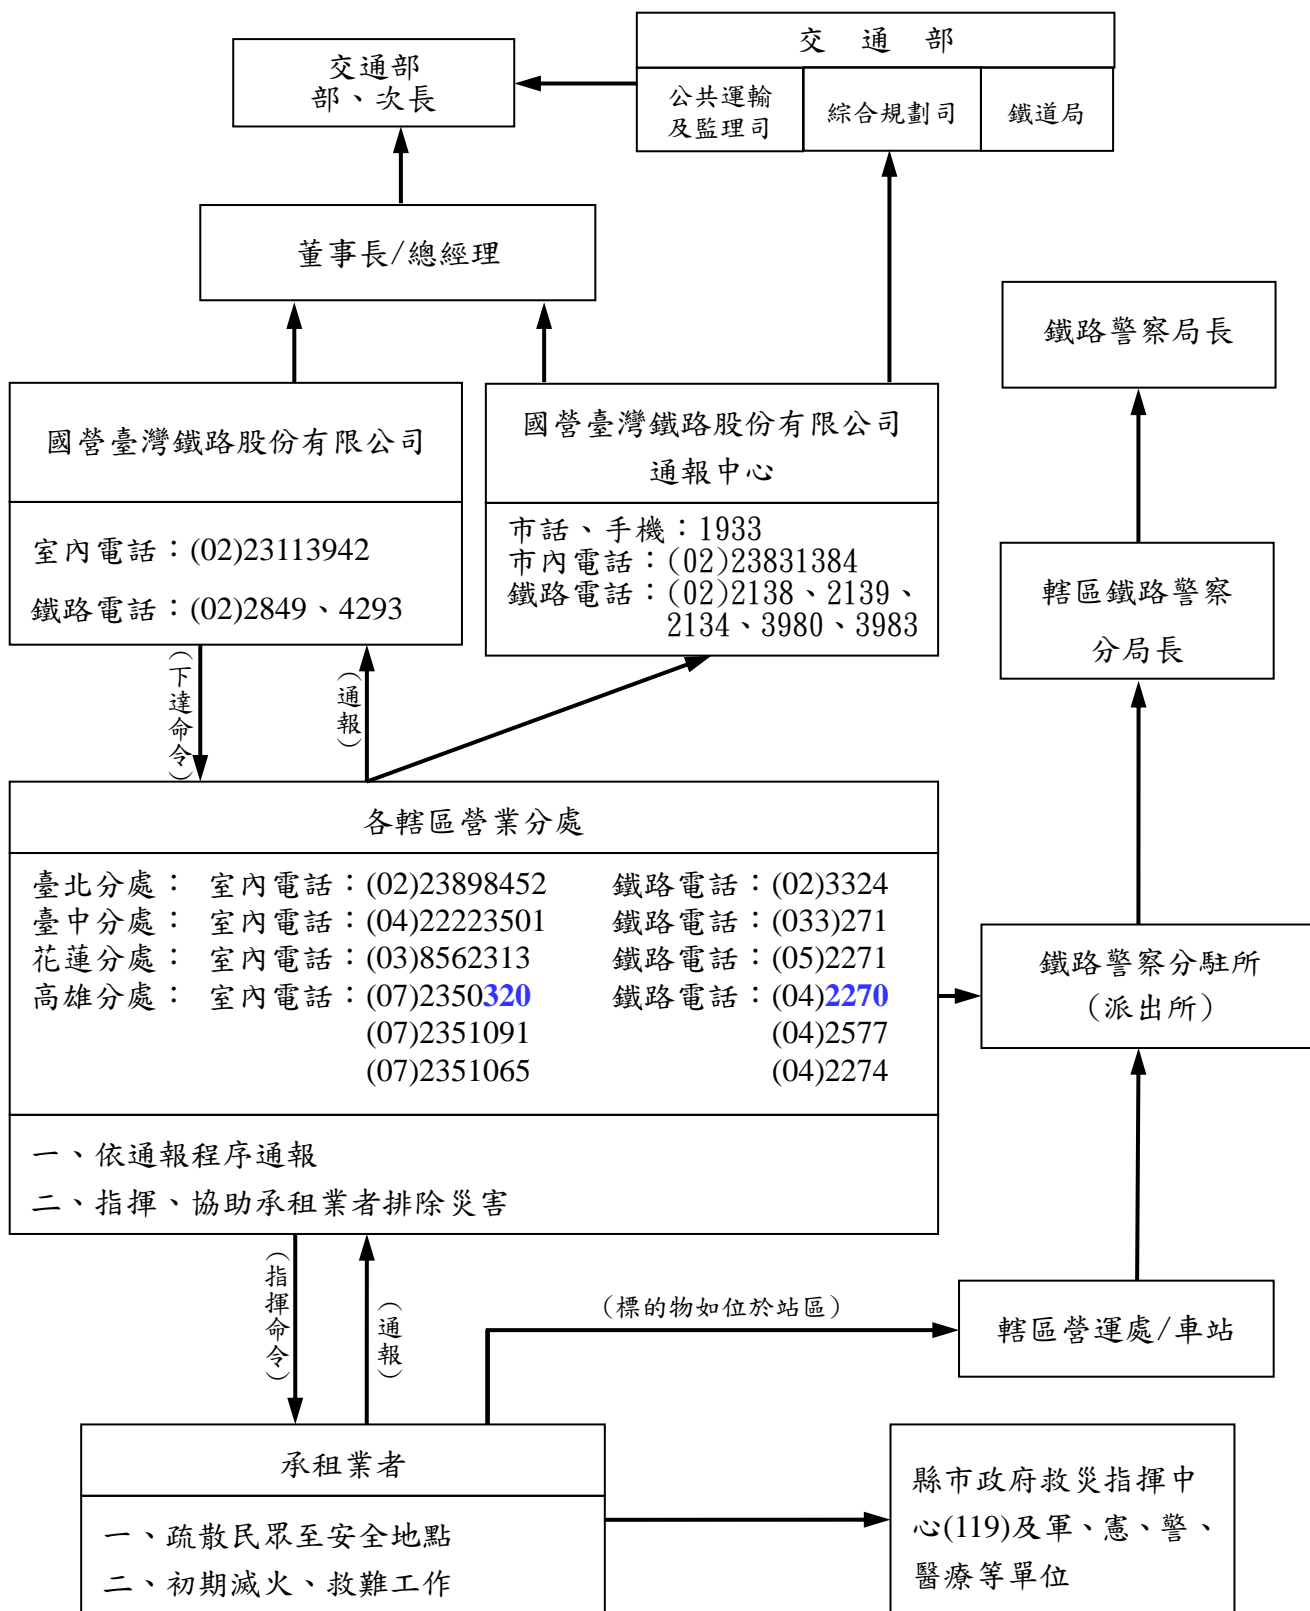 交通部
公共運輸
及監理司
綜合規劃司
鐵道局
交通部
部、次長
董事長/總經理
鐵路警察局長
國營臺灣鐵路股份有限公司
室內電話：(02)23113942
鐵路電話：(02)2849、4293
國營臺灣鐵路股份有限公司
通報中心
市話、手機：1933
市內電話：(02)23831384
鐵路電話：(02)2138、2139、
2134、3980、3983
轄區鐵路警察
分局長
(下達命令)
(通報)
各轄區營業分處
臺北分處： 室內電話：(02)23898452 鐵路電話：(02)3324
臺中分處： 室內電話：(04)22223501 鐵路電話：(033)271
花蓮分處： 室內電話：(03)8562313 鐵路電話：(05)2271
高雄分處： 室內電話：(07)2350320 鐵路電話：(04)2270
(07)2351091 (04)2577
(07)2351065 (04)2274
一、依通報程序通報
二、指揮、協助承租業者排除災害
鐵路警察分駐所
（派出所）
(指揮命令)
(通報)
（標的物如位於站區）
轄區營運處/車站
承租業者
一、疏散民眾至安全地點
二、初期滅火、救難工作
縣市政府救災指揮中
心(119)及軍、憲、警、
醫療等單位